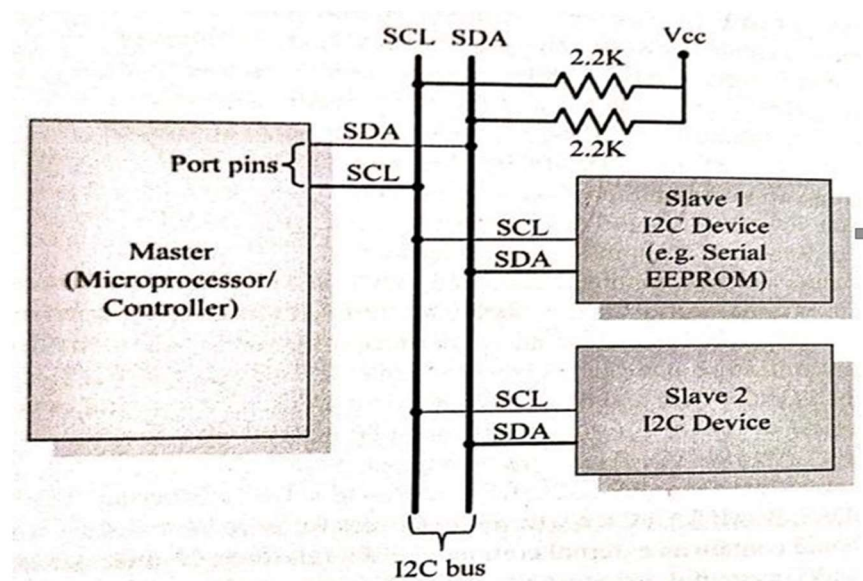 SCL SDA
Vcc
2.2K
2.2K
SDA
Port pins
SCL
Master
(Microprocessor/
Controller)
SCL
SDA
Slave 1
I2C Device
(e.g. Serial
EEPROM)
SCL
SDA
Slave 2
I2C Device
I2C bus